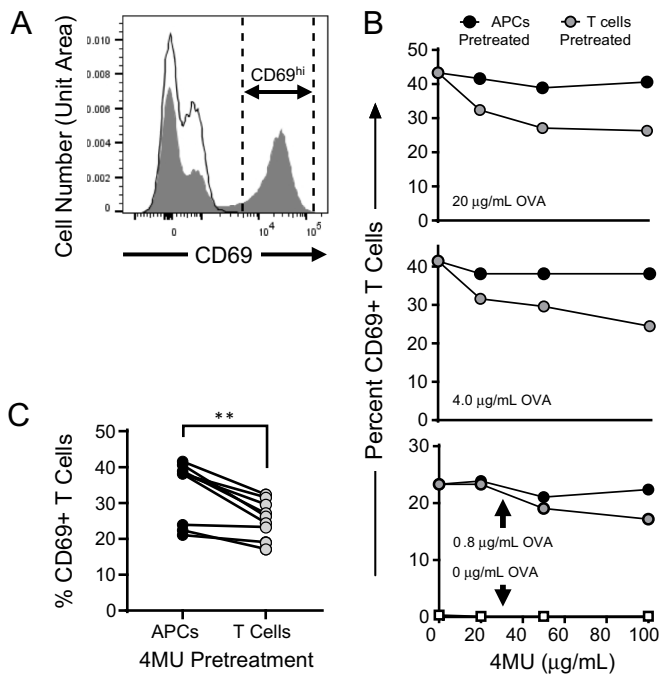 A
Cell Number (Unit Area)
0.010
0.008
0.006
0.004
0.002
0
CD69hi
0
10⁴
10⁵
CD69
B
APCs
Pretreated
T cells
Pretreated
Percent CD69+ T Cells
50
40
30
20
10
0
20 µg/mL OVA
40
30
20
10
0
4.0 µg/mL OVA
30
20
10
0
0.8 µg/mL OVA
0 µg/mL OVA
0
20
40
60
80
100
4MU (µg/mL)
C
% CD69+ T Cells
**
50
40
30
20
10
0
APCs
T Cells
4MU Pretreatment